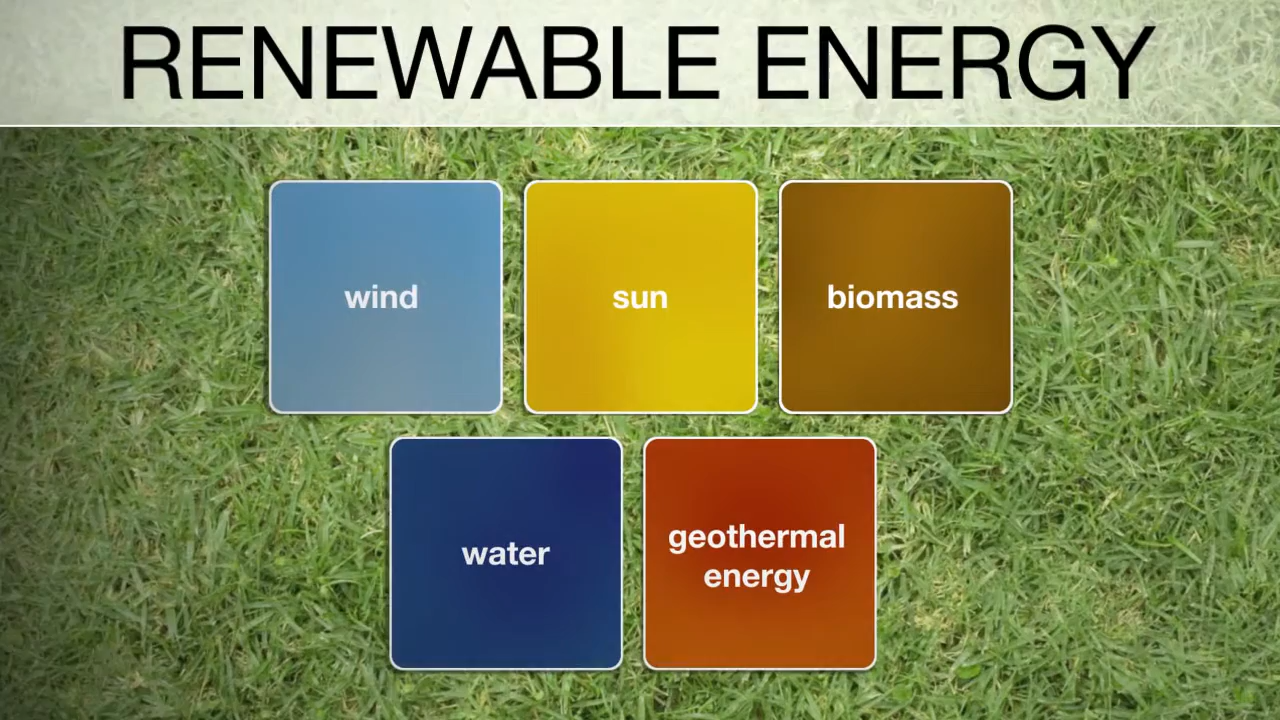 RENEWABLE ENERGY
wind
sun
biomass
water
geothermal
energy